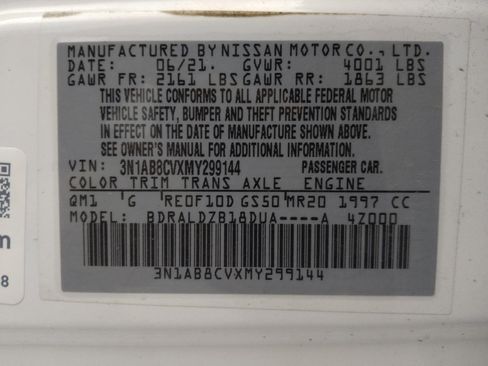 MANUFACTURED BY NISSAN MOTOR CO., LTD.
DATE: 06/21. GVWR: 4001 LBS
GAWR FR: 2161 LBS GAWR RR: 1863 LBS
THIS VEHICLE CONFORMS TO ALL APPLICABLE FEDERAL MOTOR
VEHICLE SAFETY, BUMPER AND THEFT PREVENTION STANDARDS
IN EFFECT ON THE DATE OF MANUFACTURE SHOWN ABOVE.
SEE OWNER'S MANUAL FOR ADDITIONAL INFORMATION.
VIN: 3N1AB8CVXMY299144 PASSENGER CAR.
COLOR TRIM TRANS AXLE ENGINE
QM1 G RE0F10D GS50 MR20 1997 CC
MODEL: BDRALDZB18DUA----A 4Z000
3N1AB8CVXMY299144
m
8